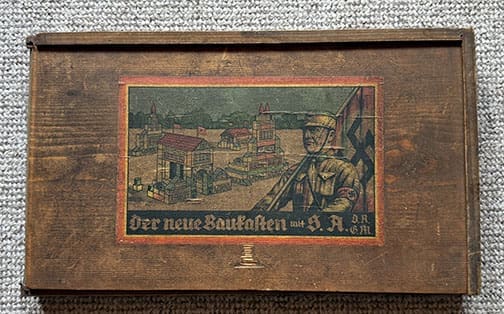 Der neue Baukasten mit S. A. D. R.
G. M.